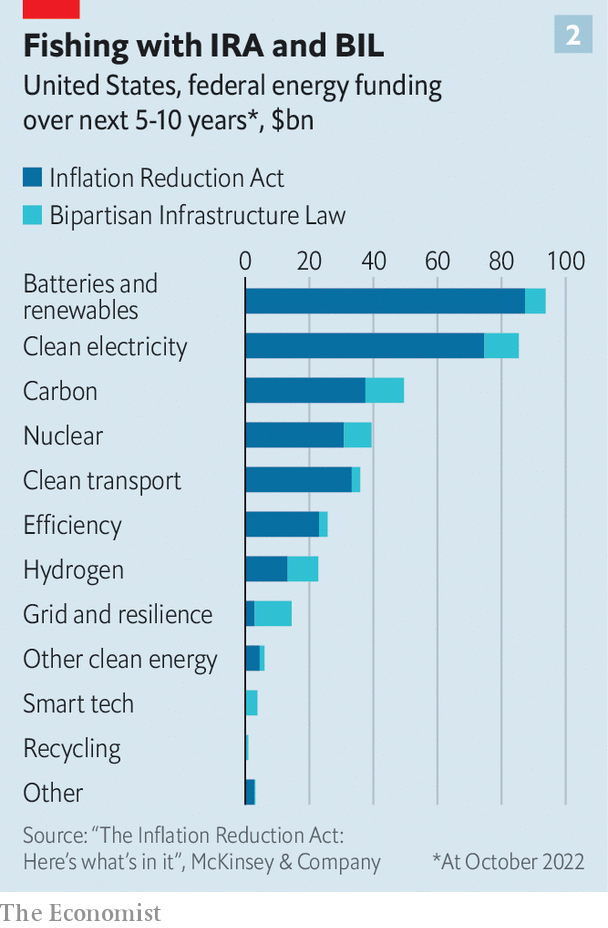 Fishing with IRA and BIL
2
United States, federal energy funding
over next 5-10 years*, $bn
Inflation Reduction Act
Bipartisan Infrastructure Law
0 20 40 60 80 100
Batteries and
renewables
Clean electricity
Carbon
Nuclear
Clean transport
Efficiency
Hydrogen
Grid and resilience
Other clean energy
Smart tech
Recycling
Other
Source: “The Inflation Reduction Act:
Here’s what’s in it”, McKinsey & Company *At October 2022
The Economist